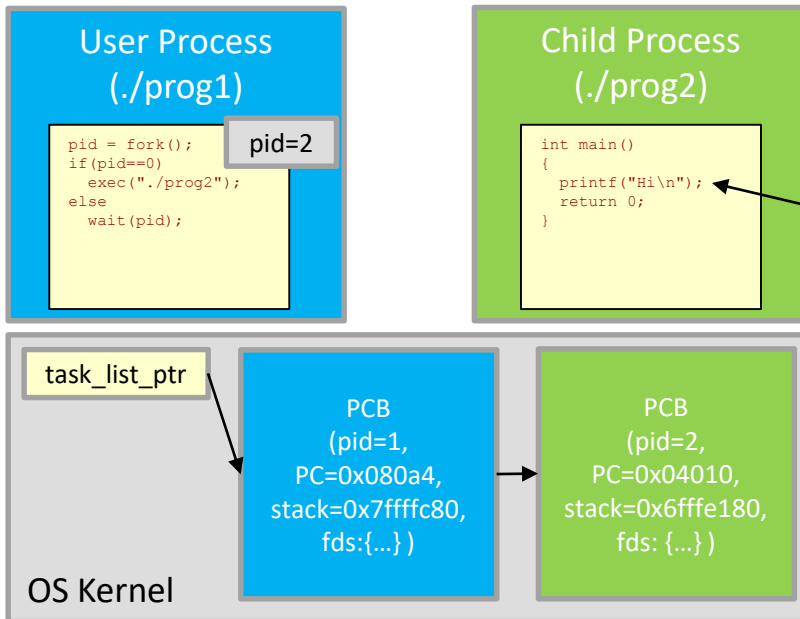 User Process
(./prog1)
pid = fork();
if(pid==0)
  exec("./prog2");
else
  wait(pid);
pid=2
Child Process
(./prog2)
int main()
{
  printf("Hi\n");
  return 0;
}
task_list_ptr
PCB
(pid=1,
PC=0x080a4,
stack=0x7ffffc80,
fds:{…} )
PCB
(pid=2,
PC=0x04010,
stack=0x6fffe180,
fds: {…} )
OS Kernel